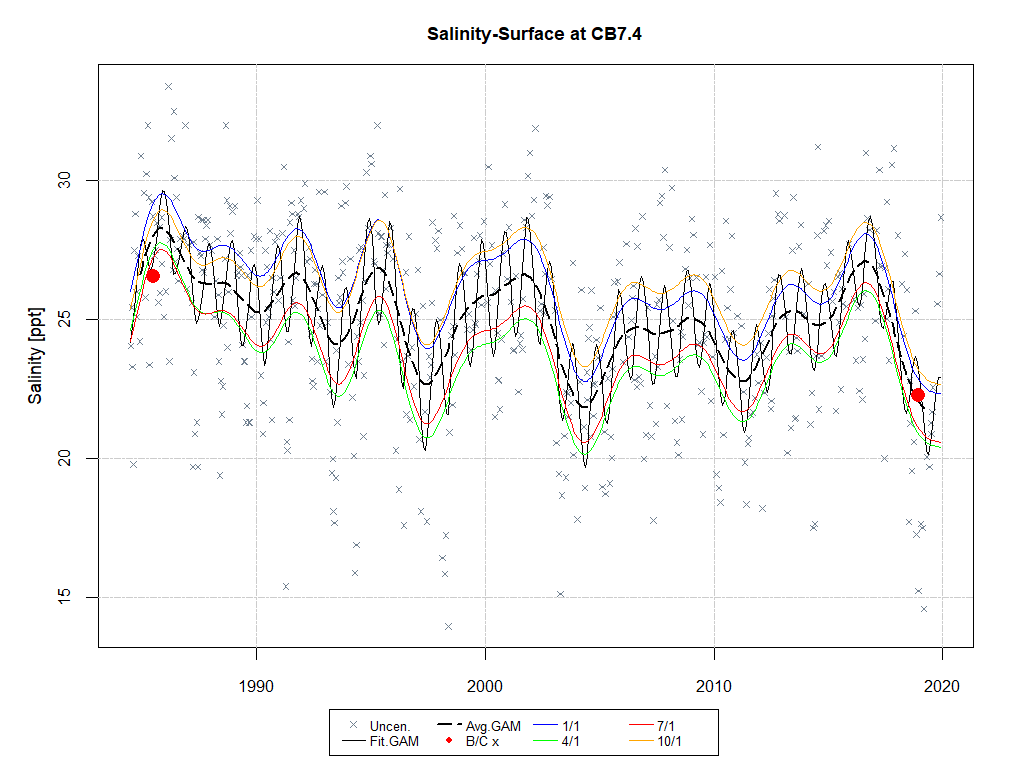 Salinity-Surface at CB7.4
Salinity [ppt]
30
25
20
15
1990
2000
2010
2020
Uncen. Avg.GAM 1/1 7/1
Fit.GAM B/C x 4/1 10/1